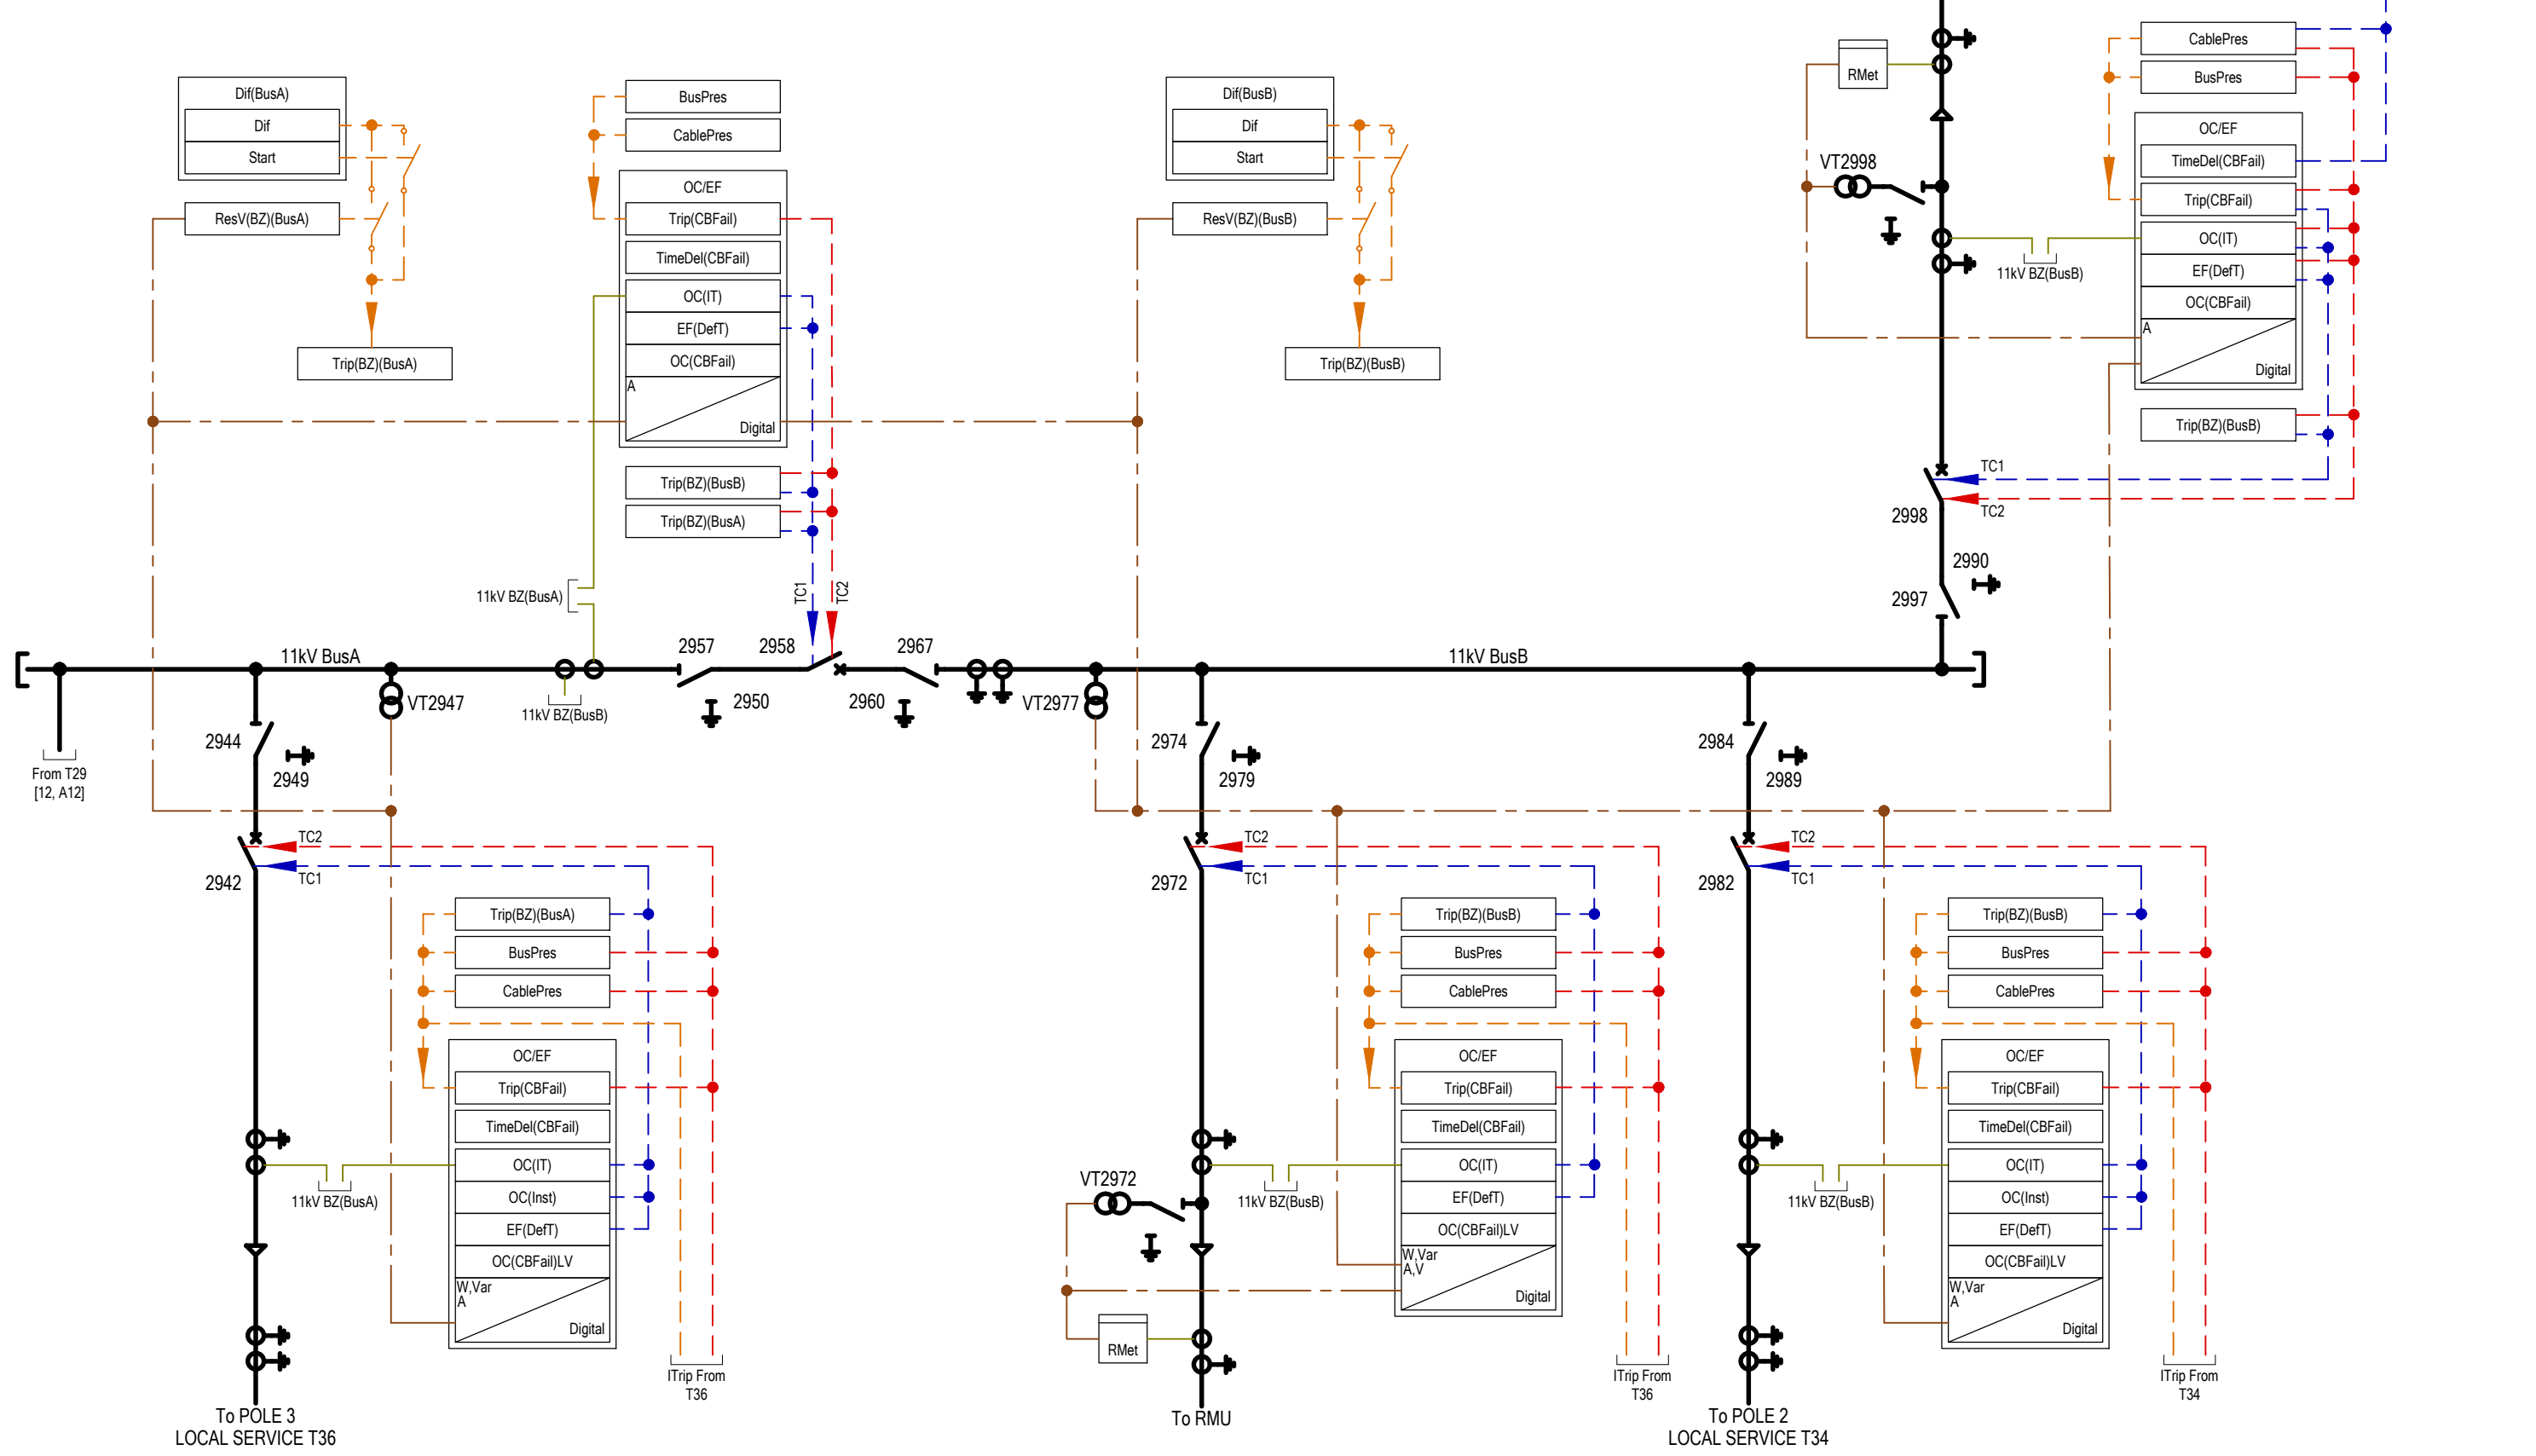 CablePres
BusPres
RMet
OC/EF
TimeDel(CBFail)
VT2998
Trip(CBFail)
OC(IT)
11kV BZ(BusB)
EF(DefT)
OC(CBFail)
A
Digital
Trip(BZ)(BusB)
TC1
TC2
2998
2990
2997
Dif(BusA)
Dif
Start
ResV(BZ)(BusA)
Trip(BZ)(BusA)
BusPres
CablePres
OC/EF
Trip(CBFail)
TimeDel(CBFail)
OC(IT)
EF(DefT)
OC(CBFail)
A
Digital
Trip(BZ)(BusB)
Trip(BZ)(BusA)
11kV BZ(BusA)
TC1
TC2
Dif(BusB)
Dif
Start
ResV(BZ)(BusB)
Trip(BZ)(BusB)
11kV BusA
2957
2958
2967
11kV BusB
VT2947
11kV BZ(BusB)
2950
2960
VT2977
2944
2949
From T29
[12, A12]
2974
2979
2984
2989
TC2
TC1
2942
Trip(BZ)(BusA)
BusPres
CablePres
OC/EF
Trip(CBFail)
TimeDel(CBFail)
OC(IT)
11kV BZ(BusA)
OC(Inst)
EF(DefT)
OC(CBFail)LV
W,Var
A
Digital
ITrip From
T36
To POLE 3
LOCAL SERVICE T36
TC2
TC1
2972
Trip(BZ)(BusB)
BusPres
CablePres
OC/EF
Trip(CBFail)
TimeDel(CBFail)
OC(IT)
VT2972
11kV BZ(BusB)
EF(DefT)
OC(CBFail)LV
W,Var
A,V
Digital
RMet
ITrip From
T36
To RMU
TC2
TC1
2982
Trip(BZ)(BusB)
BusPres
CablePres
OC/EF
Trip(CBFail)
TimeDel(CBFail)
OC(IT)
11kV BZ(BusB)
OC(Inst)
EF(DefT)
OC(CBFail)LV
W,Var
A
Digital
ITrip From
T34
To POLE 2
LOCAL SERVICE T34